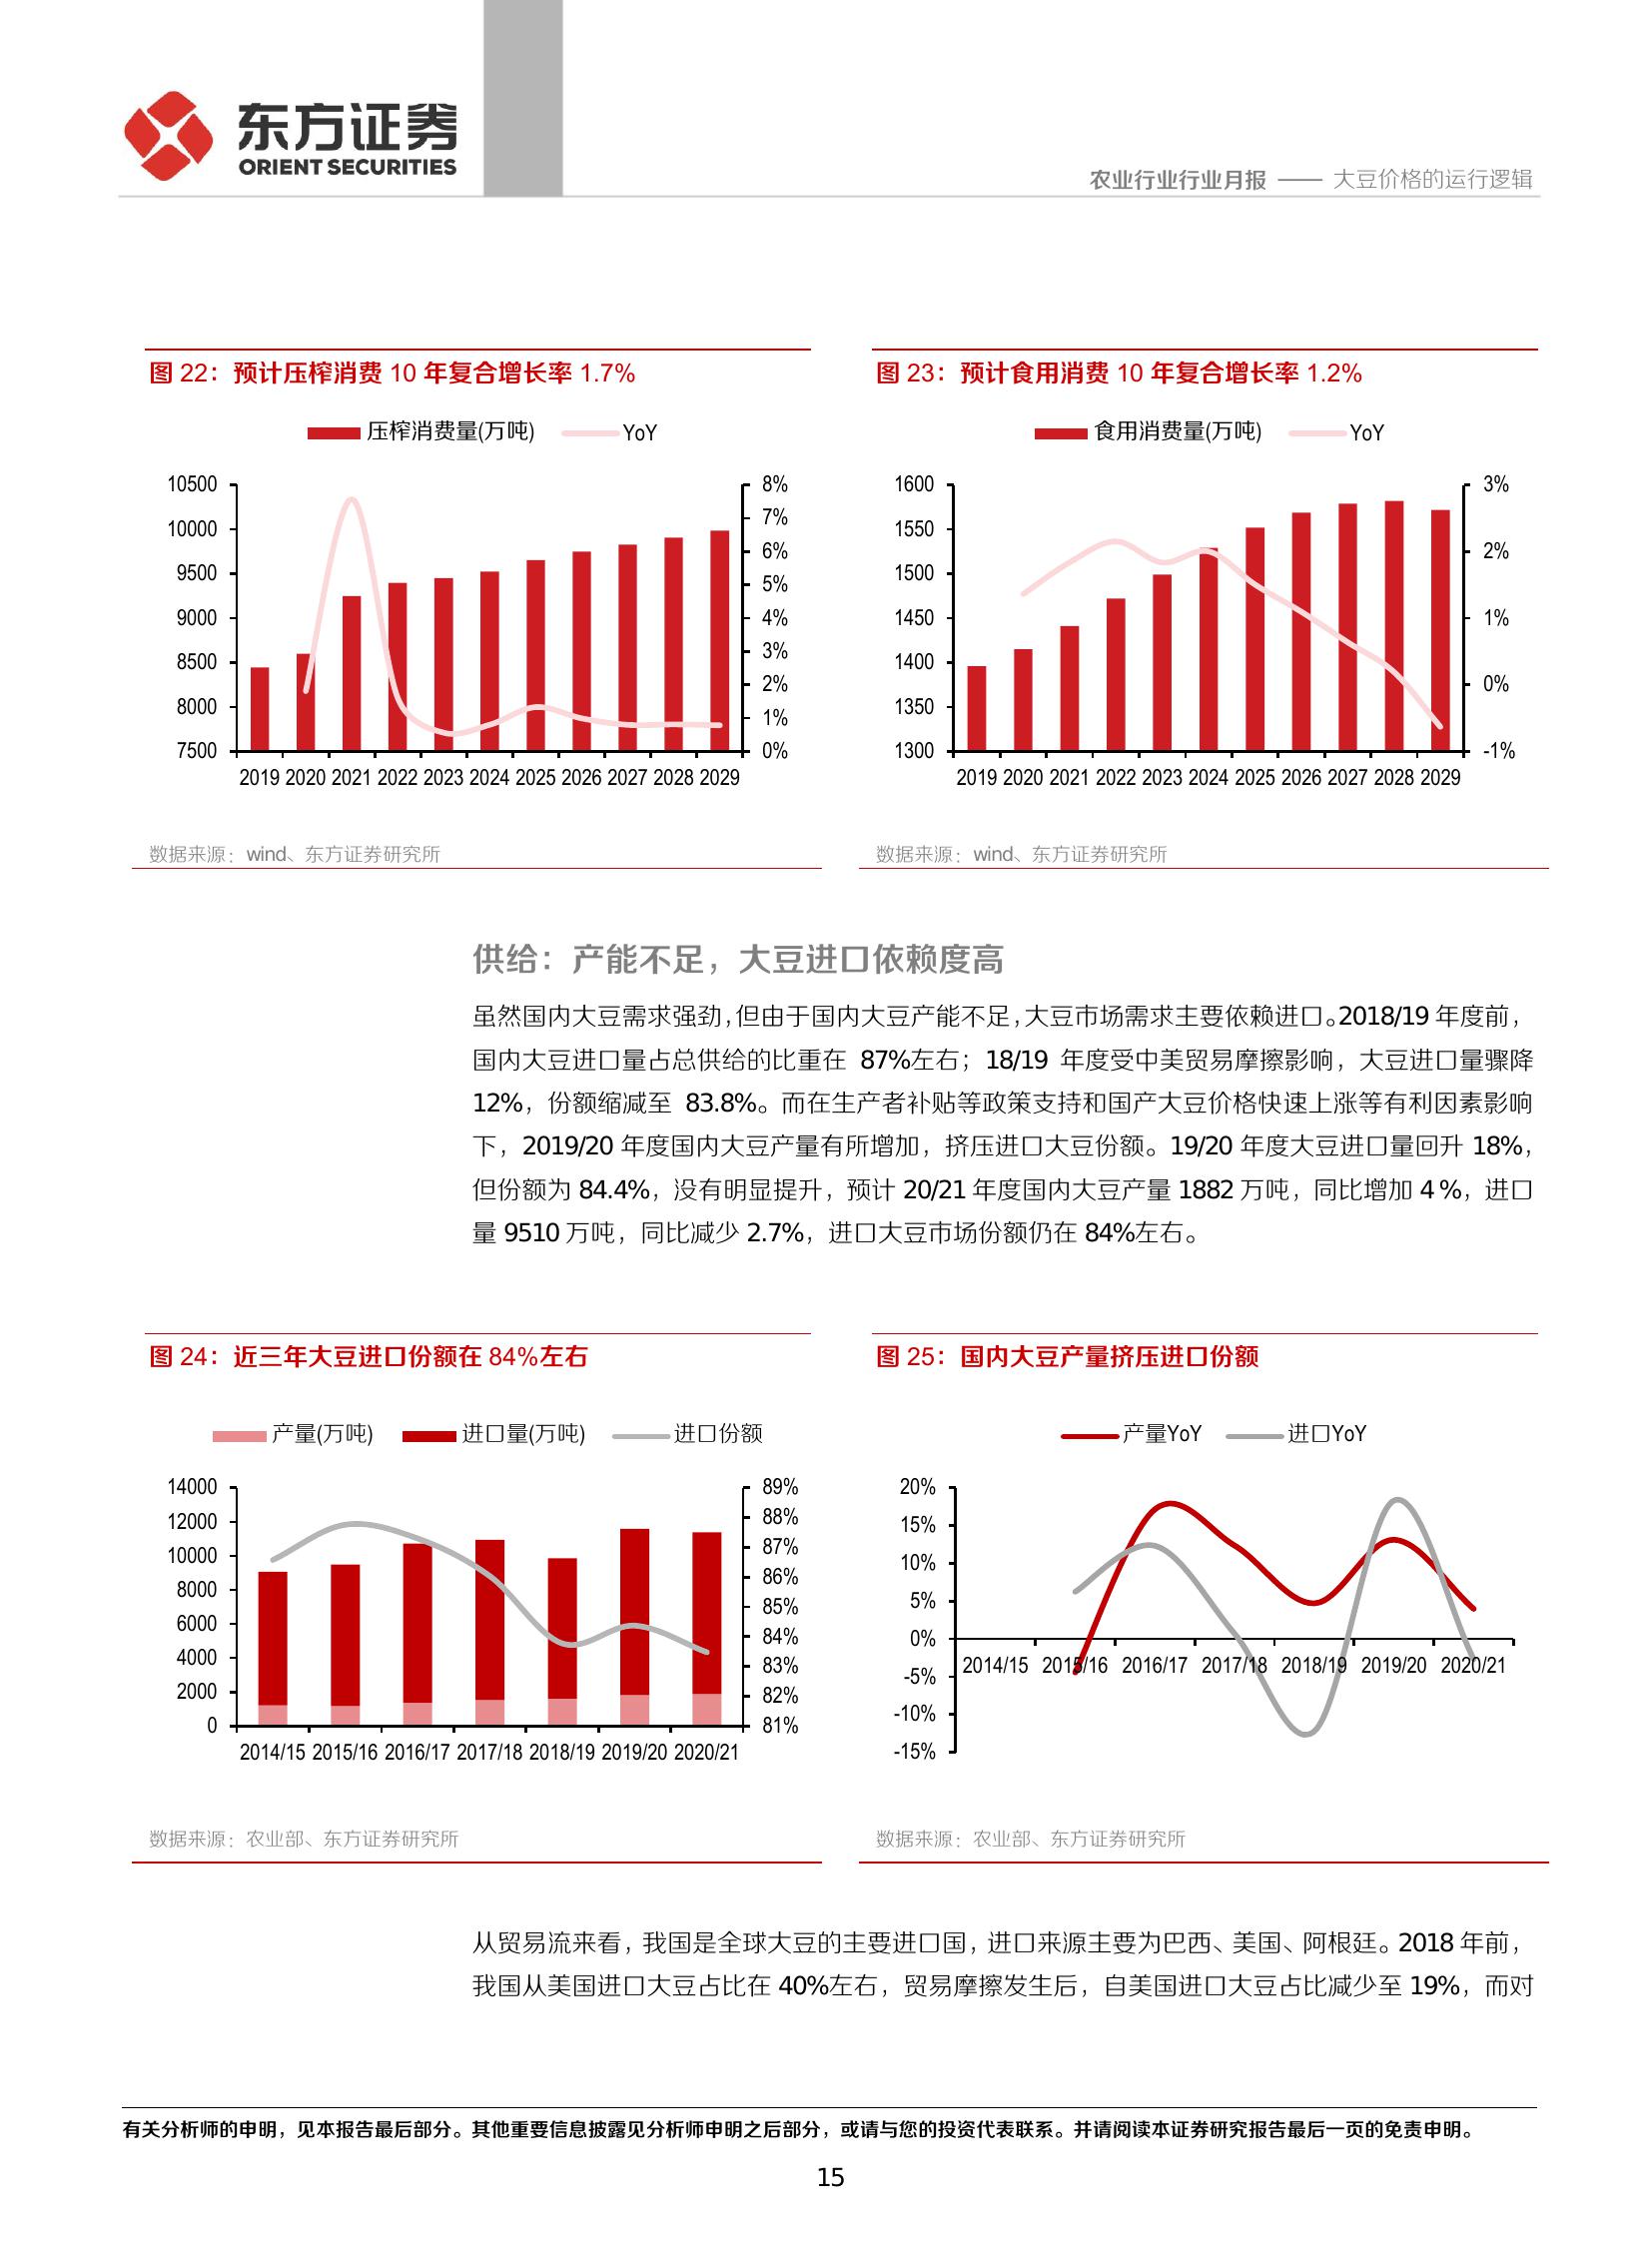 东方证券
ORIENT SECURITIES
农业行业行业月报 —— 大豆价格的运行逻辑
图 22：预计压榨消费 10 年复合增长率 1.7%
压榨消费量(万吨) YoY
10500 8%
7%
10000
6%
9500
5%
9000 4%
3%
8500
2%
8000
1%
7500 0%
2019 2020 2021 2022 2023 2024 2025 2026 2027 2028 2029
数据来源：wind、东方证券研究所
图 23：预计食用消费 10 年复合增长率 1.2%
食用消费量(万吨) YoY
1600 3%
1550
2%
1500
1450 1%
1400
0%
1350
1300 -1%
2019 2020 2021 2022 2023 2024 2025 2026 2027 2028 2029
数据来源：wind、东方证券研究所
供给：产能不足，大豆进口依赖度高
虽然国内大豆需求强劲，但由于国内大豆产能不足，大豆市场需求主要依赖进口。2018/19 年度前，
国内大豆进口量占总供给的比重在 87%左右；18/19 年度受中美贸易摩擦影响，大豆进口量骤降
12%，份额缩减至 83.8%。而在生产者补贴等政策支持和国产大豆价格快速上涨等有利因素影响
下，2019/20 年度国内大豆产量有所增加，挤压进口大豆份额。19/20 年度大豆进口量回升 18%，
但份额为 84.4%，没有明显提升，预计 20/21 年度国内大豆产量 1882 万吨，同比增加 4 %，进口
量 9510 万吨，同比减少 2.7%，进口大豆市场份额仍在 84%左右。
图 24：近三年大豆进口份额在 84%左右
产量(万吨) 进口量(万吨) 进口份额
14000 89%
12000 88%
10000 87%
8000 86%
6000 85%
84%
4000 83%
2000 82%
0 81%
2014/15 2015/16 2016/17 2017/18 2018/19 2019/20 2020/21
数据来源：农业部、东方证券研究所
图 25：国内大豆产量挤压进口份额
产量YoY 进口YoY
20%
15%
10%
5%
0%
2014/15 2015/16 2016/17 2017/18 2018/19 2019/20 2020/21
-5%
-10%
-15%
数据来源：农业部、东方证券研究所
从贸易流来看，我国是全球大豆的主要进口国，进口来源主要为巴西、美国、阿根廷。2018 年前，
我国从美国进口大豆占比在 40%左右，贸易摩擦发生后，自美国进口大豆占比减少至 19%，而对
有关分析师的申明，见本报告最后部分。其他重要信息披露见分析师申明之后部分，或请与您的投资代表联系。并请阅读本证券研究报告最后一页的免责申明。
15